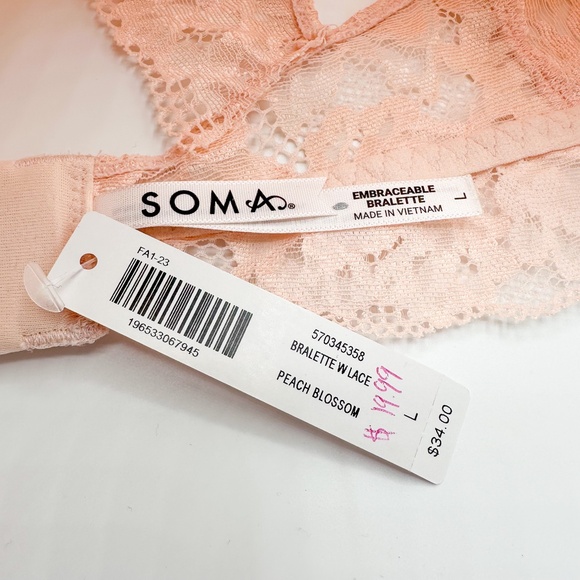 SOMA®
EMBRACEABLE
BRALETTE
MADE IN VIETNAM
L
FA1-23
196533067945
570345358
BRALETTE W LACE
PEACH BLOSSOM
$ 19.99
L
$34.00